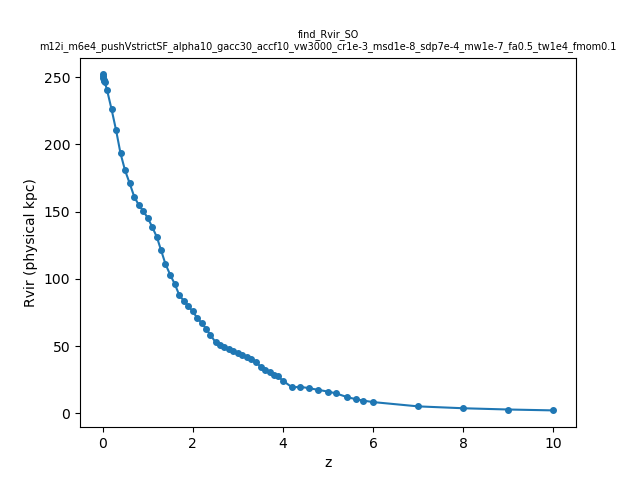 find_Rvir_SO
m12i_m6e4_pushVstrictSF_alpha10_gacc30_accf10_vw3000_cr1e-3_msd1e-8_sdp7e-4_mw1e-7_fa0.5_tw1e4_fmom0.1
250
200
150
100
50
0
Rvir (physical kpc)
0 2 4 6 8 10
z